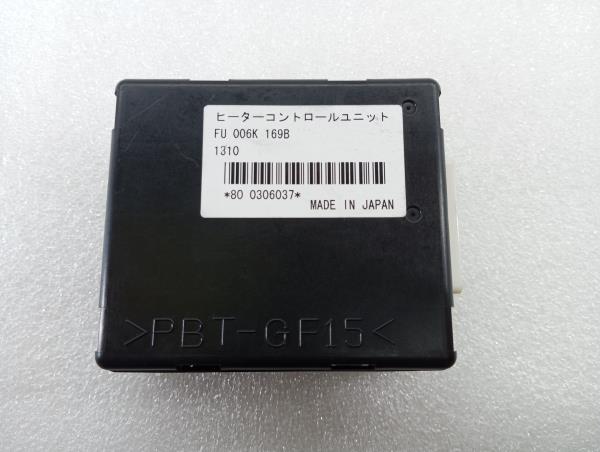 ヒーターコントロールユニット
FU 006K 169B
1310
*80 0306037*
MADE IN JAPAN
>PBT-GF15<